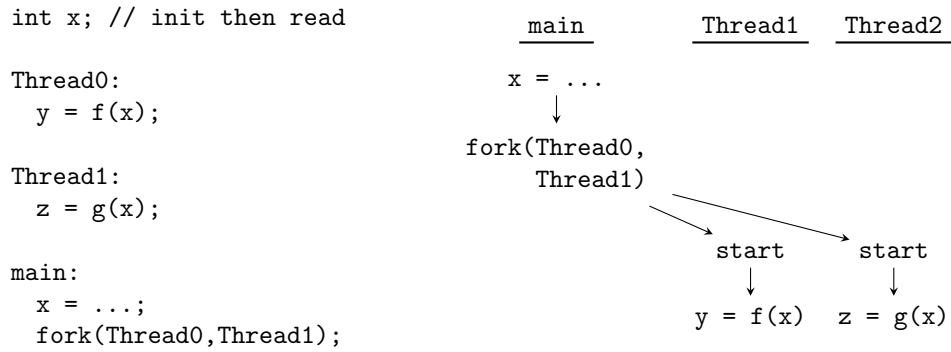 int x; // init then read
Thread0:
y = f(x);
Thread1:
z = g(x);
main:
x = ...;
fork(Thread0,Thread1);
main Thread1 Thread2
x = ...
fork(Thread0,
Thread1)
start start
y = f(x) z = g(x)